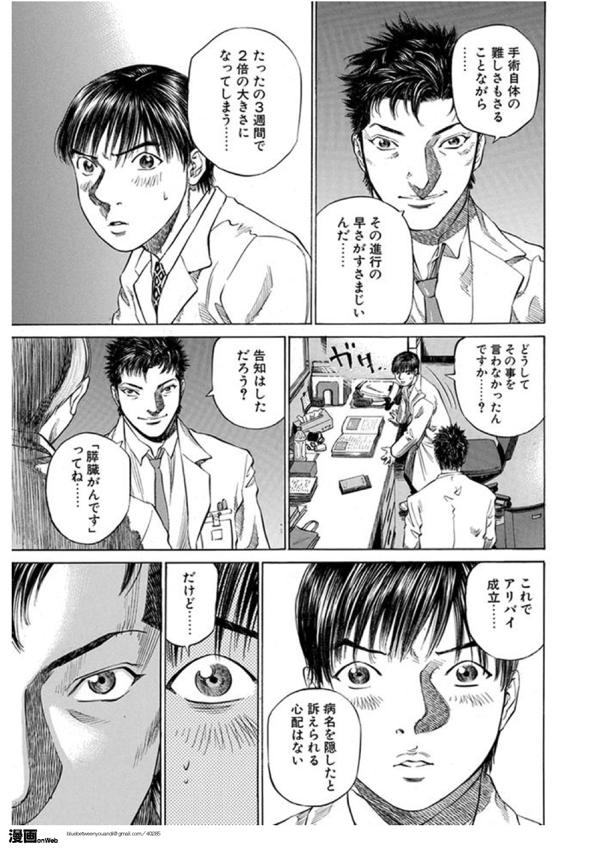 手術自体の
難しさもさる
ことながら
……
その進行の
早さがすさまじい
んだ……
たったの3週間で
2倍の大きさに
なってしまう……
どうして
その事を
言わなかったん
ですか……?
ガタ…
告知はした
だろう?
「膵臓がんです」
ってね……
これで
アリバイ
成立……
病名を隠したと
訴えられる
心配はない
だけど……
漫画 on Web
bluebetweenyouandi@gmail.com/40285